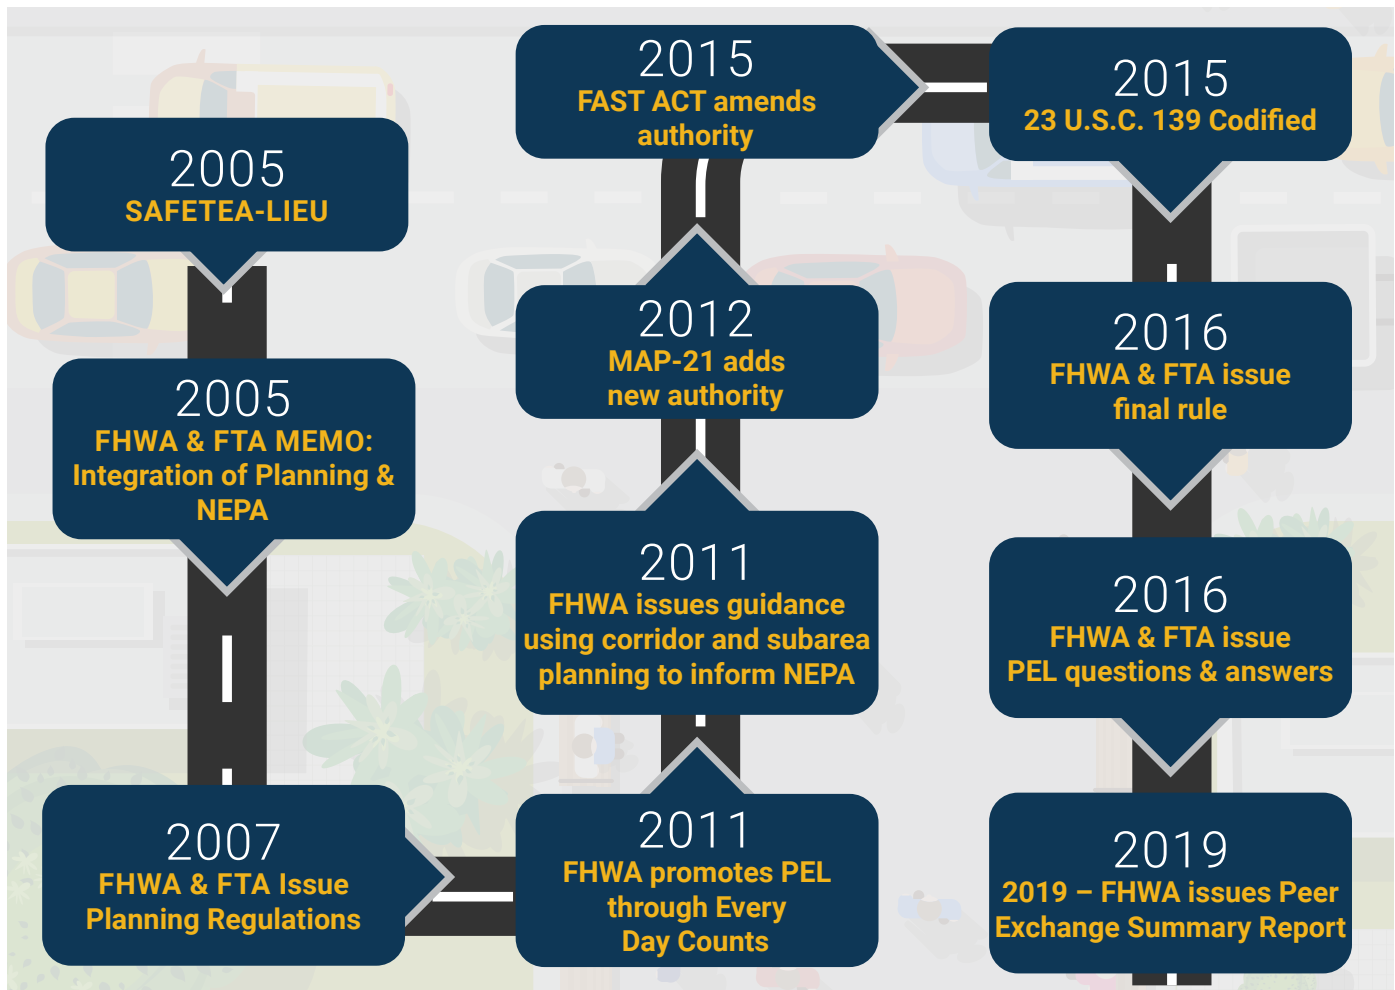 2005
SAFETEA-LIEU
2005
FHWA & FTA MEMO:
Integration of Planning &
NEPA
2007
FHWA & FTA Issue
Planning Regulations
2011
FHWA promotes PEL
through Every
Day Counts
2011
FHWA issues guidance
using corridor and subarea
planning to inform NEPA
2012
MAP-21 adds
new authority
2015
FAST ACT amends
authority
2015
23 U.S.C. 139 Codified
2016
FHWA & FTA issue
final rule
2016
FHWA & FTA issue
PEL questions & answers
2019
2019 – FHWA issues Peer
Exchange Summary Report